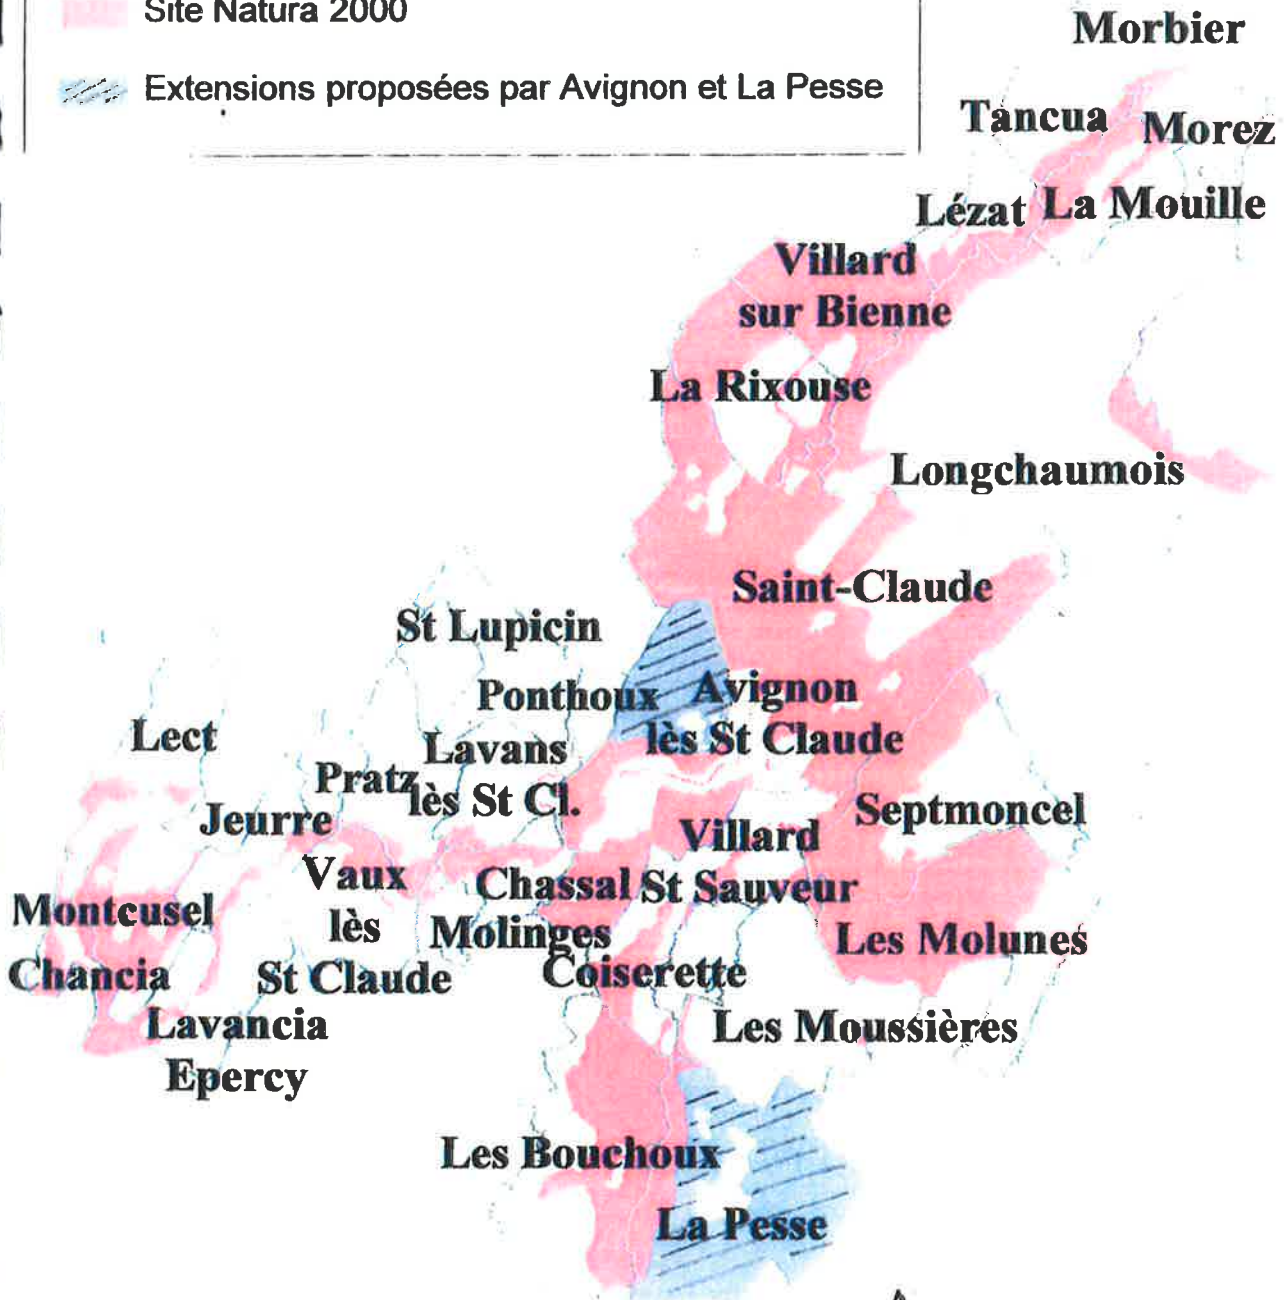 Site Natura 2000
Extensions proposées par Avignon et La Pesse
Morbier
Tancua
Morez
Lézat
La Mouille
Villard
sur Bienne
La Rixouse
Longchaumois
Saint-Claude
St Lupicin
Ponthoux
Avignon
lès St Claude
Lect
Lavans
lès St Cl.
Pratz
Jeurre
Septmoncel
Villard
St Sauveur
Vaux
lès
St Claude
Chassal
Montcusel
Molinges
Les Molunes
Chancia
Coiserette
Lavancia
Epercy
Les Moussières
Les Bouchoux
La Pesse